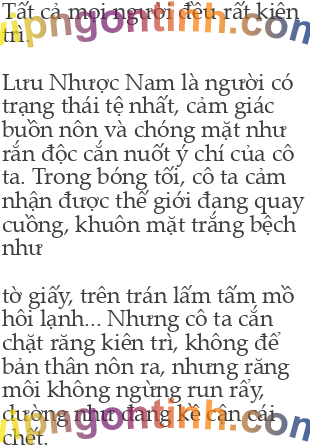 Tất cả mọi người đều rất kiên
trì.
Lưu Nhược Nam là người có
trạng thái tệ nhất, cảm giác
buồn nôn và chóng mặt như
rắn độc cắn nuốt ý chí của cô
ta. Trong bóng tối, cô ta cảm
nhận được thế giới đang quay
cuồng, khuôn mặt trắng bệch
như
tờ giấy, trên trán lấm tấm mồ
hôi lạnh... Nhưng cô ta cắn
chặt răng kiên trì, không để
bản thân nôn ra, nhưng răng
môi không ngừng run rẩy,
dường như đang kề cận cái
chết.